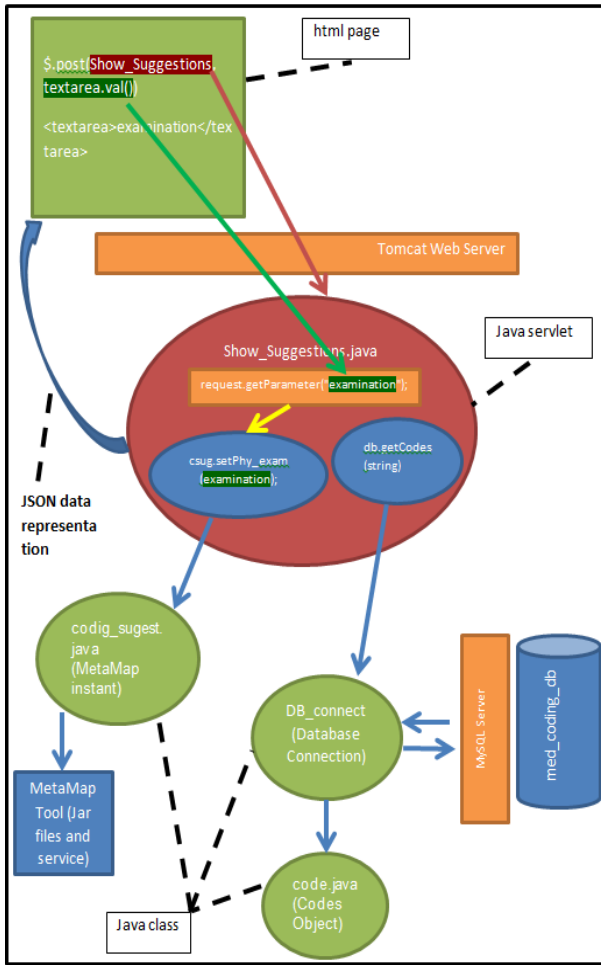 html page
$.post(Show_Suggestions,
textarea.val())
<textarea>examination</tex
tarea>
Tomcat Web Server
Java servlet
Show_Suggestions.java
request.getParameter("examination");
csug.setPhy_exam
(examination);
db.getCodes
(string)
JSON data
representa
tion
codig_sugest.
java
(MetaMap
instant)
DB_connect
(Database
Connection)
MySQL Server
med_coding_db
MetaMap
Tool (Jar
files and
service)
code.java
(Codes
Object)
Java class